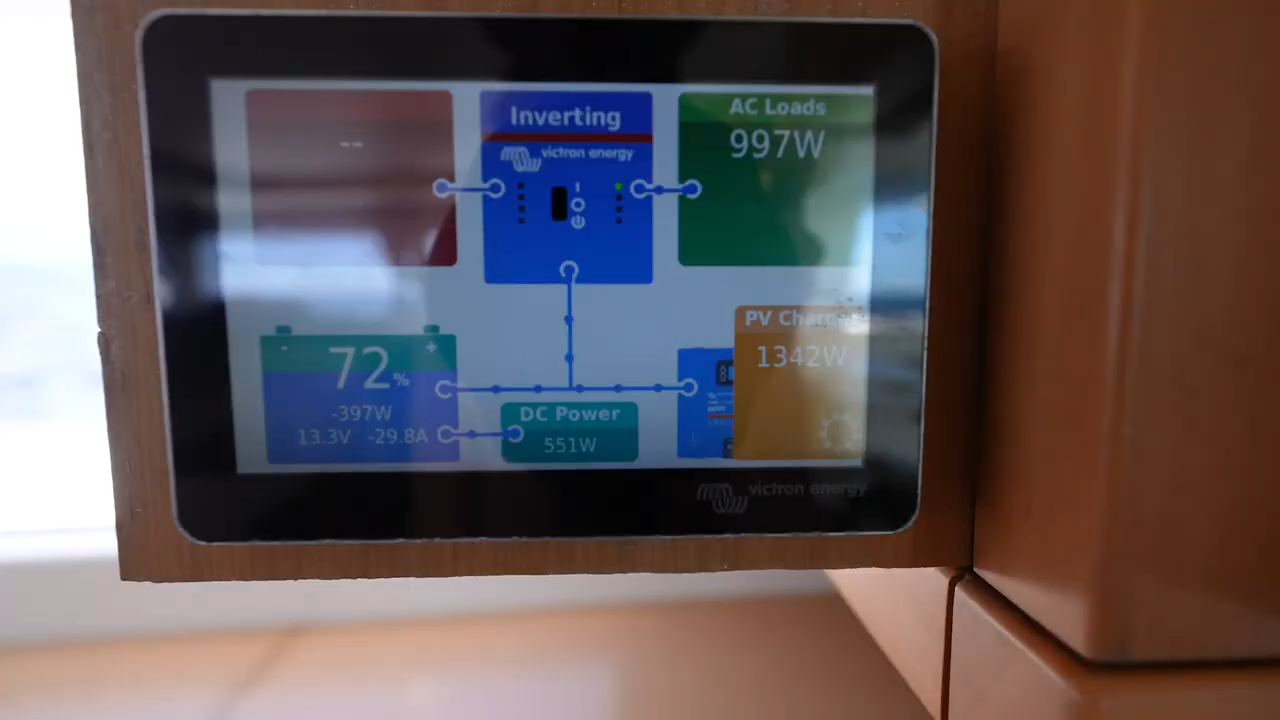 --
Inverting
victron energy
AC Loads
997W
72%
-397W
13.3V -29.8A
DC Power
551W
PV Charger
1342W
victron energy